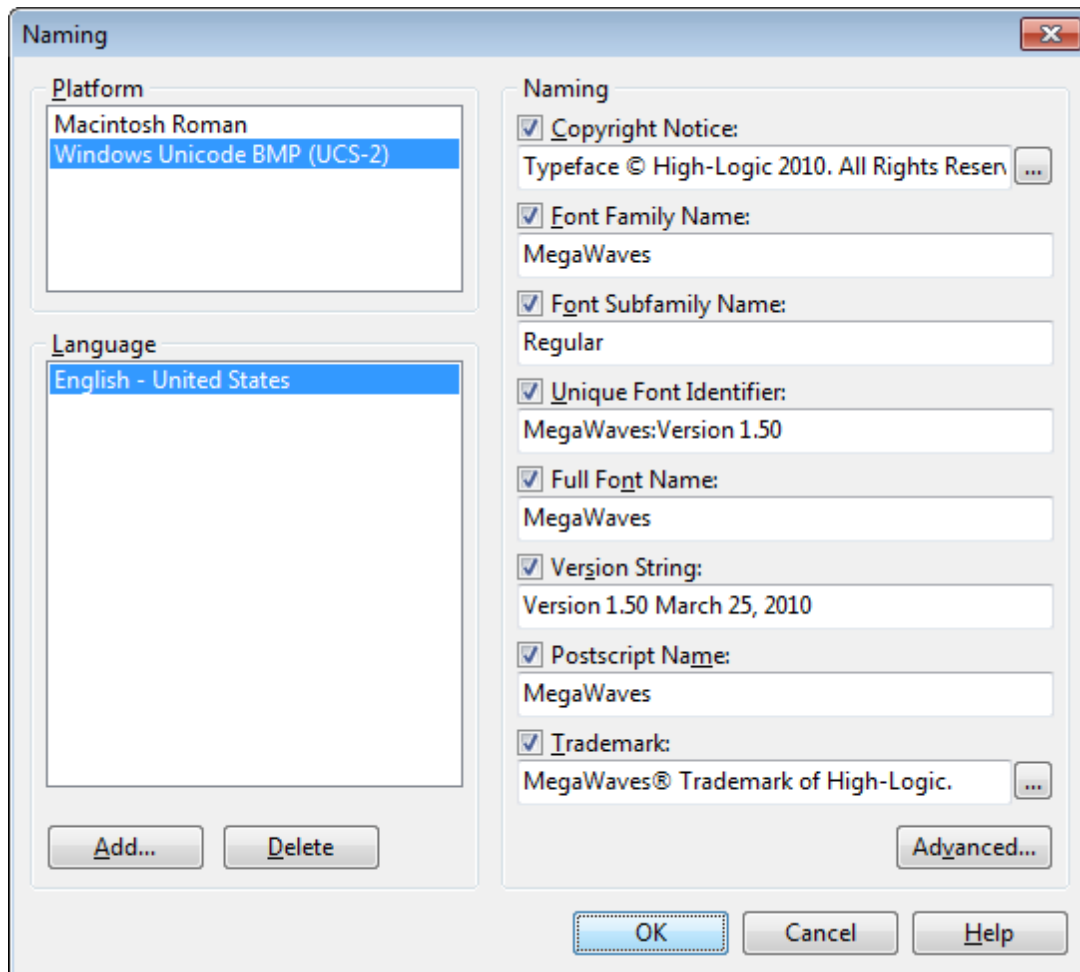 Naming
Platform
Macintosh Roman
Windows Unicode BMP (UCS-2)
Language
English - United States
Add...
Delete
Naming
Copyright Notice:
Typeface © High-Logic 2010. All Rights
...
Font Family Name:
MegaWaves
Font Subfamily Name:
Regular
Unique Font Identifier:
MegaWaves:Version 1.50
Full Font Name:
MegaWaves
Version String:
Version 1.50 March 25, 2010
Postscript Name:
MegaWaves
Trademark:
MegaWaves® Trademark of High-Logic.
...
Advanced...
OK
Cancel
Help